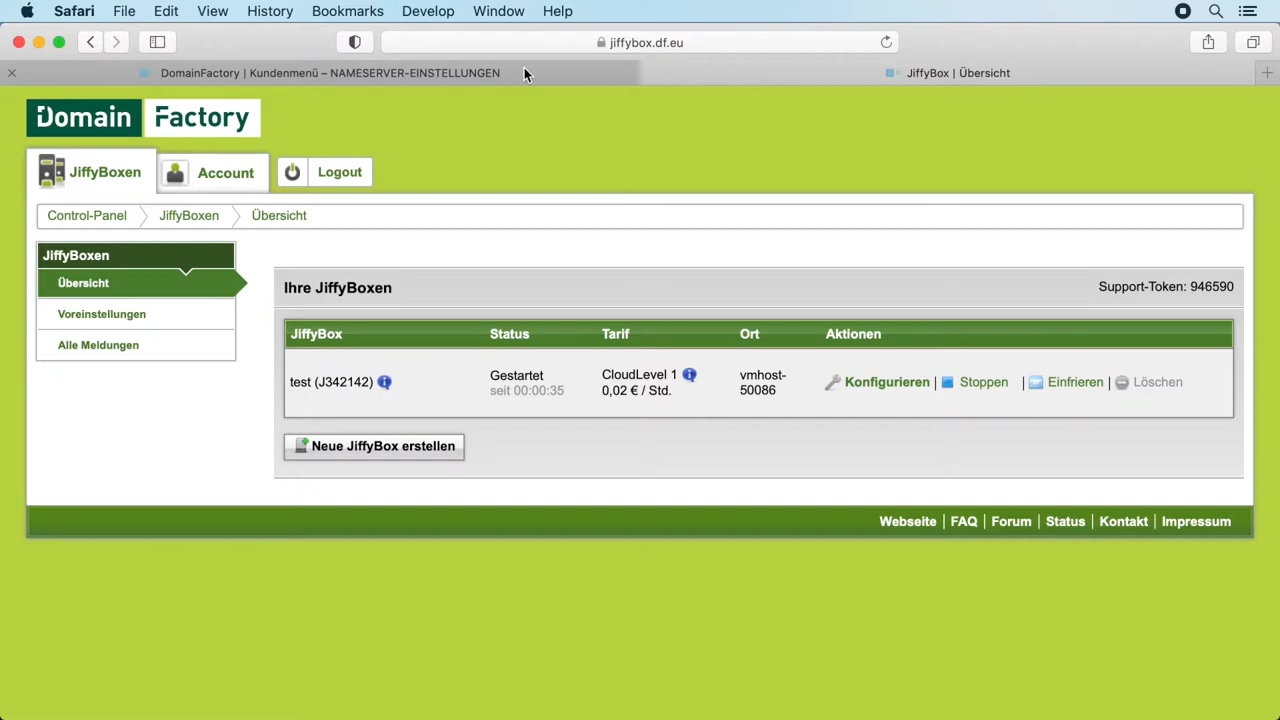 Safari File Edit View History Bookmarks Develop Window Help
jiffybox.df.eu
DomainFactory | Kundenmenü – NAMESERVER-EINSTELLUNGEN
JiffyBox | Übersicht
Domain Factory
JiffyBoxen Account Logout
Control-Panel JiffyBoxen Übersicht
JiffyBoxen
Übersicht
Voreinstellungen
Alle Meldungen
Ihre JiffyBoxen Support-Token: 946590
JiffyBox Status Tarif Ort Aktionen
test (J342142) Gestartet CloudLevel 1 vmhost- Konfigurieren | Stoppen | Einfrieren | Löschen
seit 00:00:35 0,02 € / Std. 50086
Neue JiffyBox erstellen
Webseite | FAQ | Forum | Status | Kontakt | Impressum